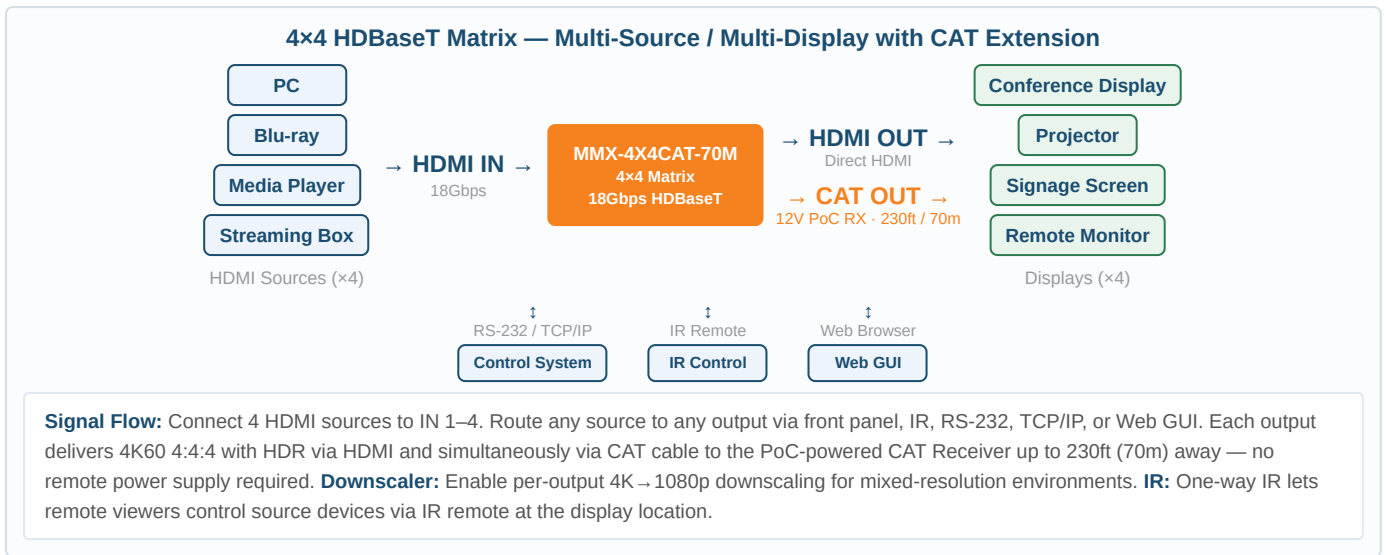 4×4 HDBaseT Matrix — Multi-Source / Multi-Display with CAT Extension
PC
Blu-ray
Media Player
Streaming Box
HDMI Sources (×4)
→ HDMI IN →
18Gbps
MMX-4X4CAT-70M
4×4 Matrix
18Gbps HDBaseT
→ HDMI OUT →
Direct HDMI
→ CAT OUT →
12V PoC RX · 230ft / 70m
Conference Display
Projector
Signage Screen
Remote Monitor
Displays (×4)
↕
RS-232 / TCP/IP
Control System
↕
IR Remote
IR Control
↕
Web Browser
Web GUI
Signal Flow: Connect 4 HDMI sources to IN 1–4. Route any source to any output via front panel, IR, RS-232, TCP/IP, or Web GUI. Each output
delivers 4K60 4:4:4 with HDR via HDMI and simultaneously via CAT cable to the PoC-powered CAT Receiver up to 230ft (70m) away — no
remote power supply required. Downscaler: Enable per-output 4K→1080p downscaling for mixed-resolution environments. IR: One-way IR lets
remote viewers control source devices via IR remote at the display location.